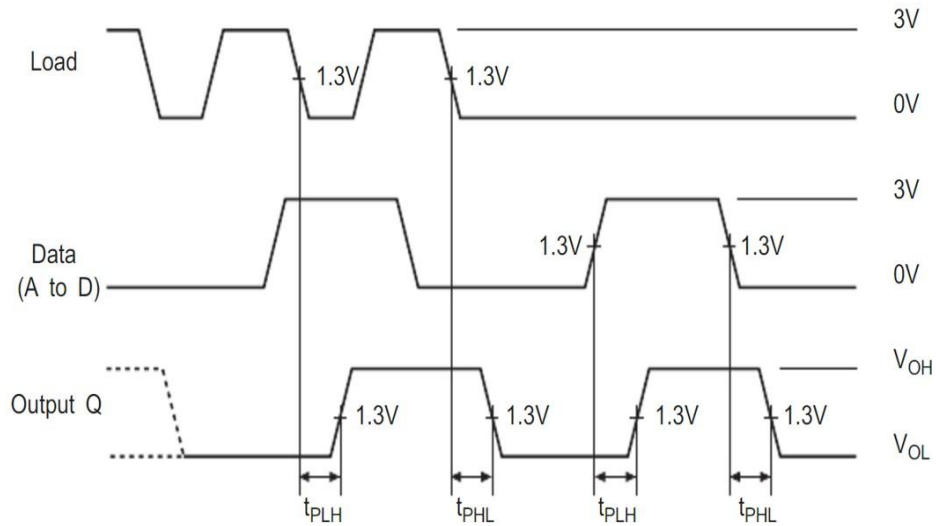 3V
Load
1.3V 1.3V
0V
3V
Data
(A to D)
1.3V 1.3V
0V
V_OH
Output Q
1.3V 1.3V 1.3V 1.3V
V_OL
t_PLH t_PHL t_PLH t_PHL